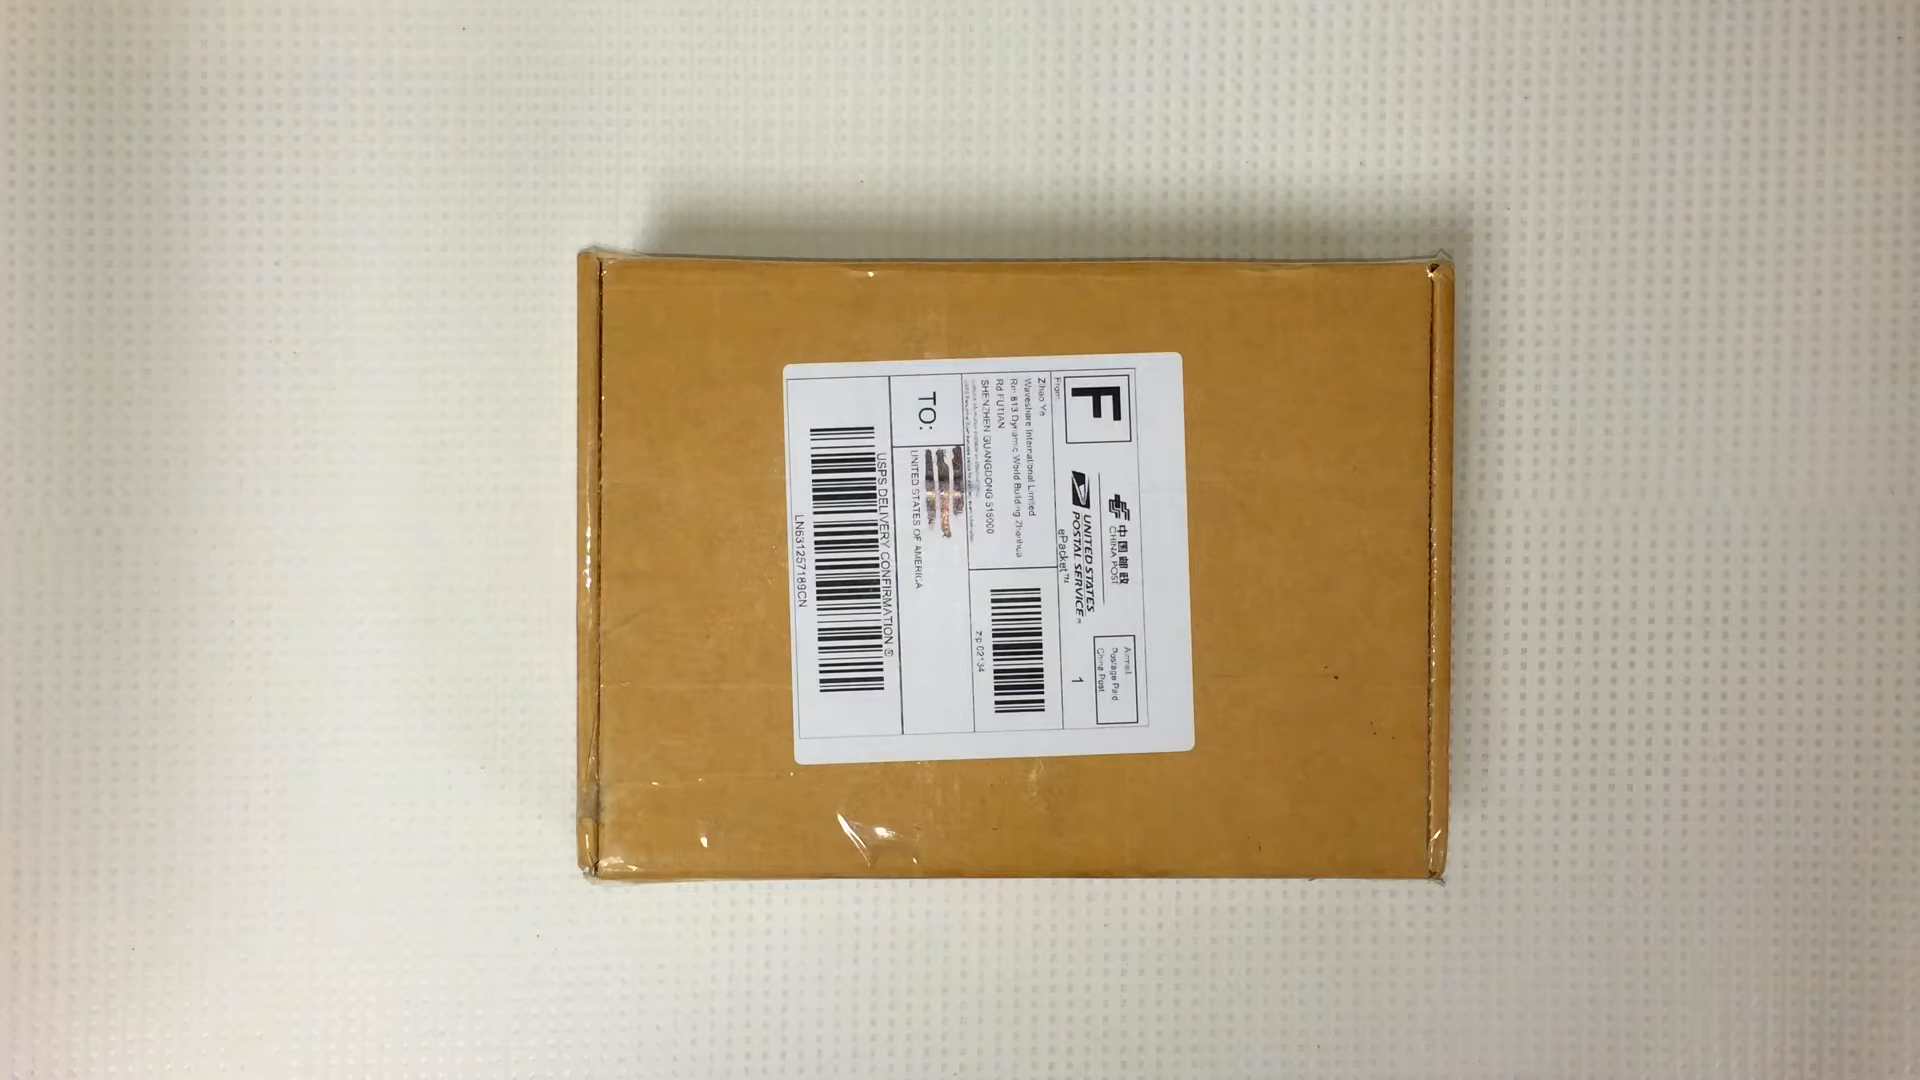 F
中国邮政
CHINA POST
UNITED STATES
POSTAL SERVICE®
ePacket™
Airmail
Postage Paid
China Post
1
From:
Zhao Ye
Waveshare International Limited
Rm 813 Dynamic World Building Zhenhua
Rd FUTIAN
SHENZHEN GUANGDONG 518000
zip 02134
TO:
UNITED STATES OF AMERICA
USPS DELIVERY CONFIRMATION ®
LN631257189CN